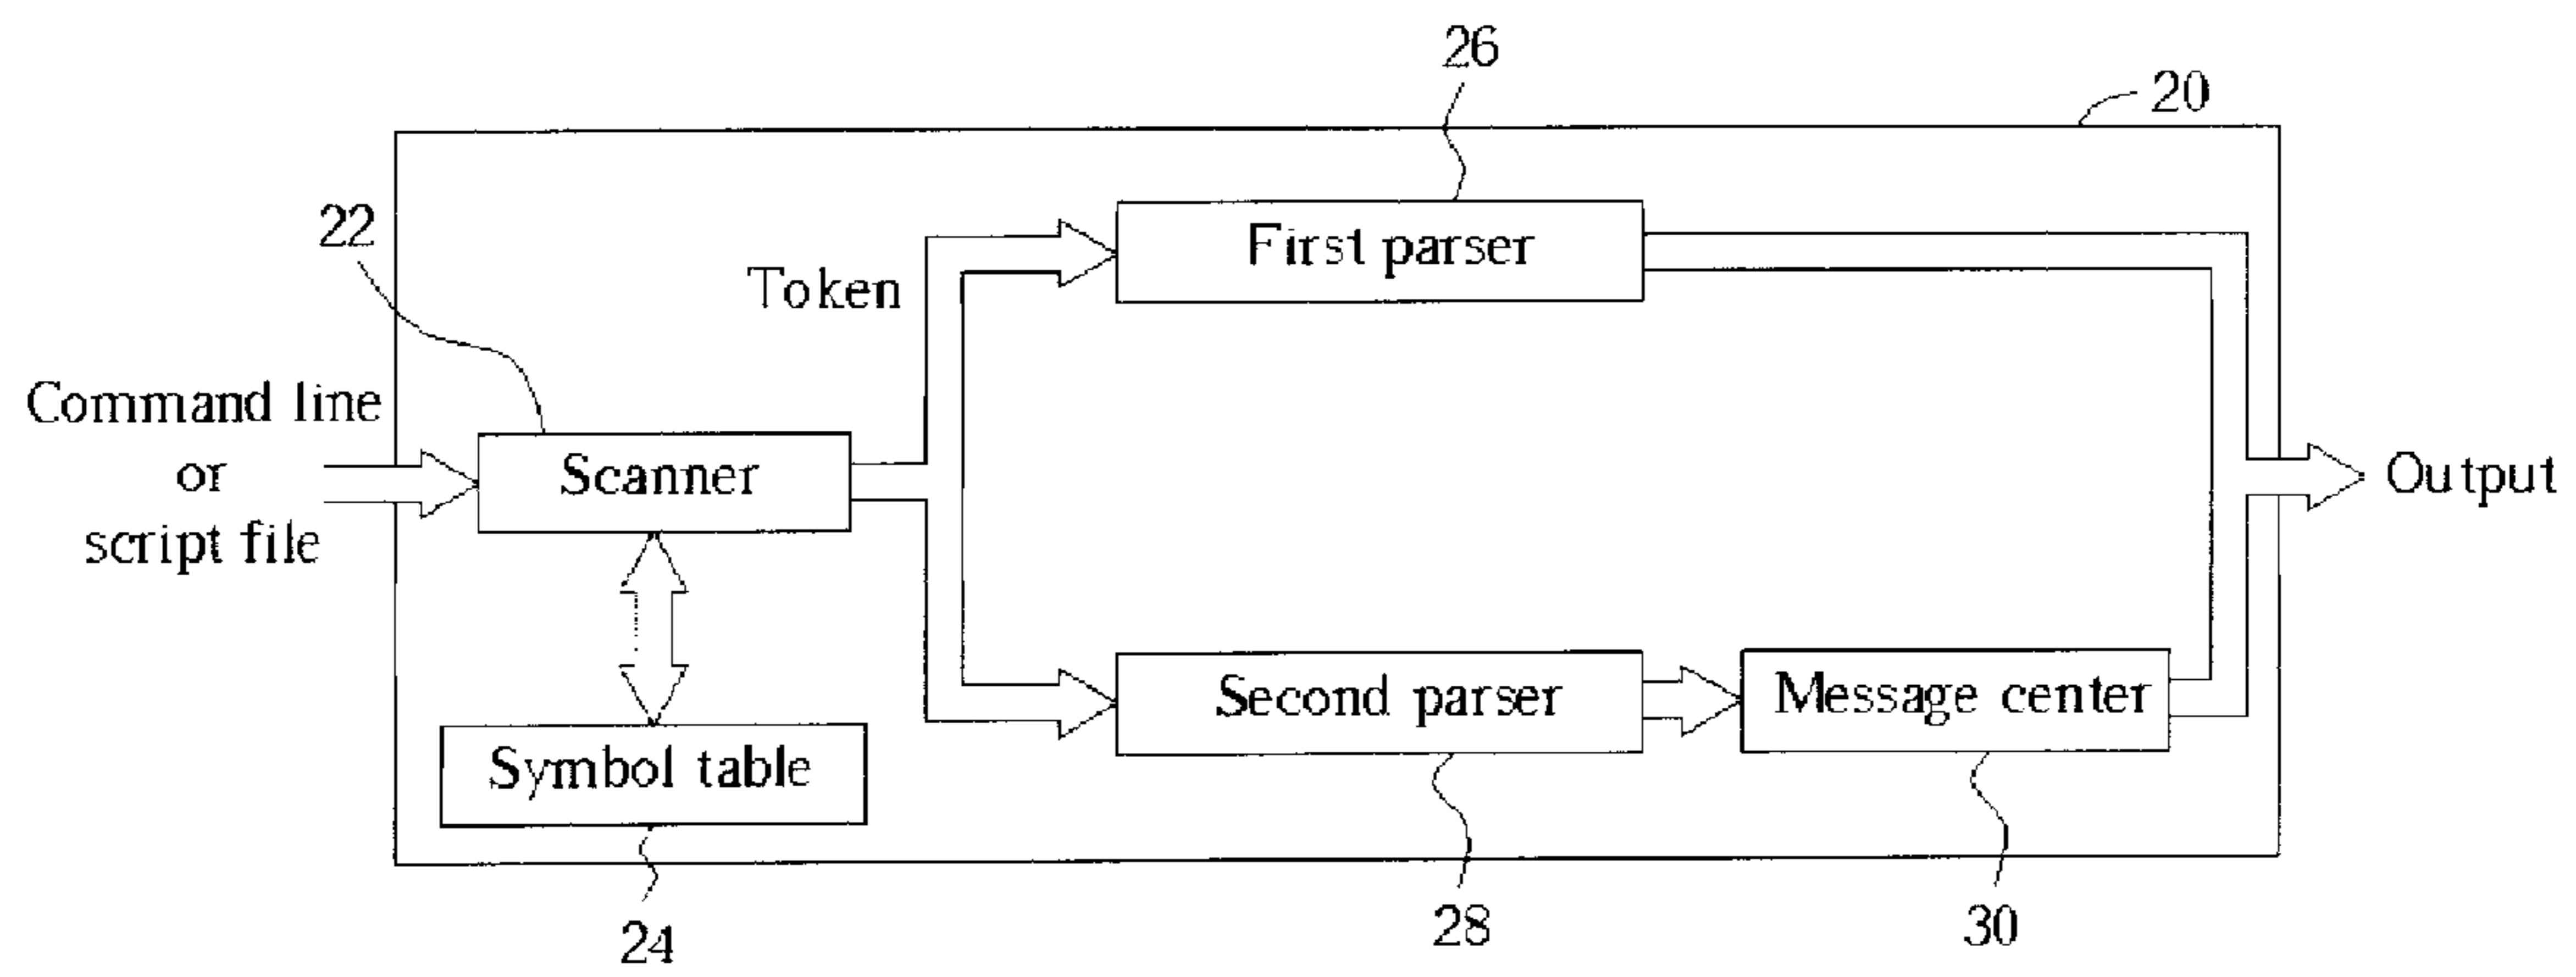 26
20
22
First parser
Token
Command line
or
script file
Scanner
Output
Second parser
Message center
Symbol table
24
28
30